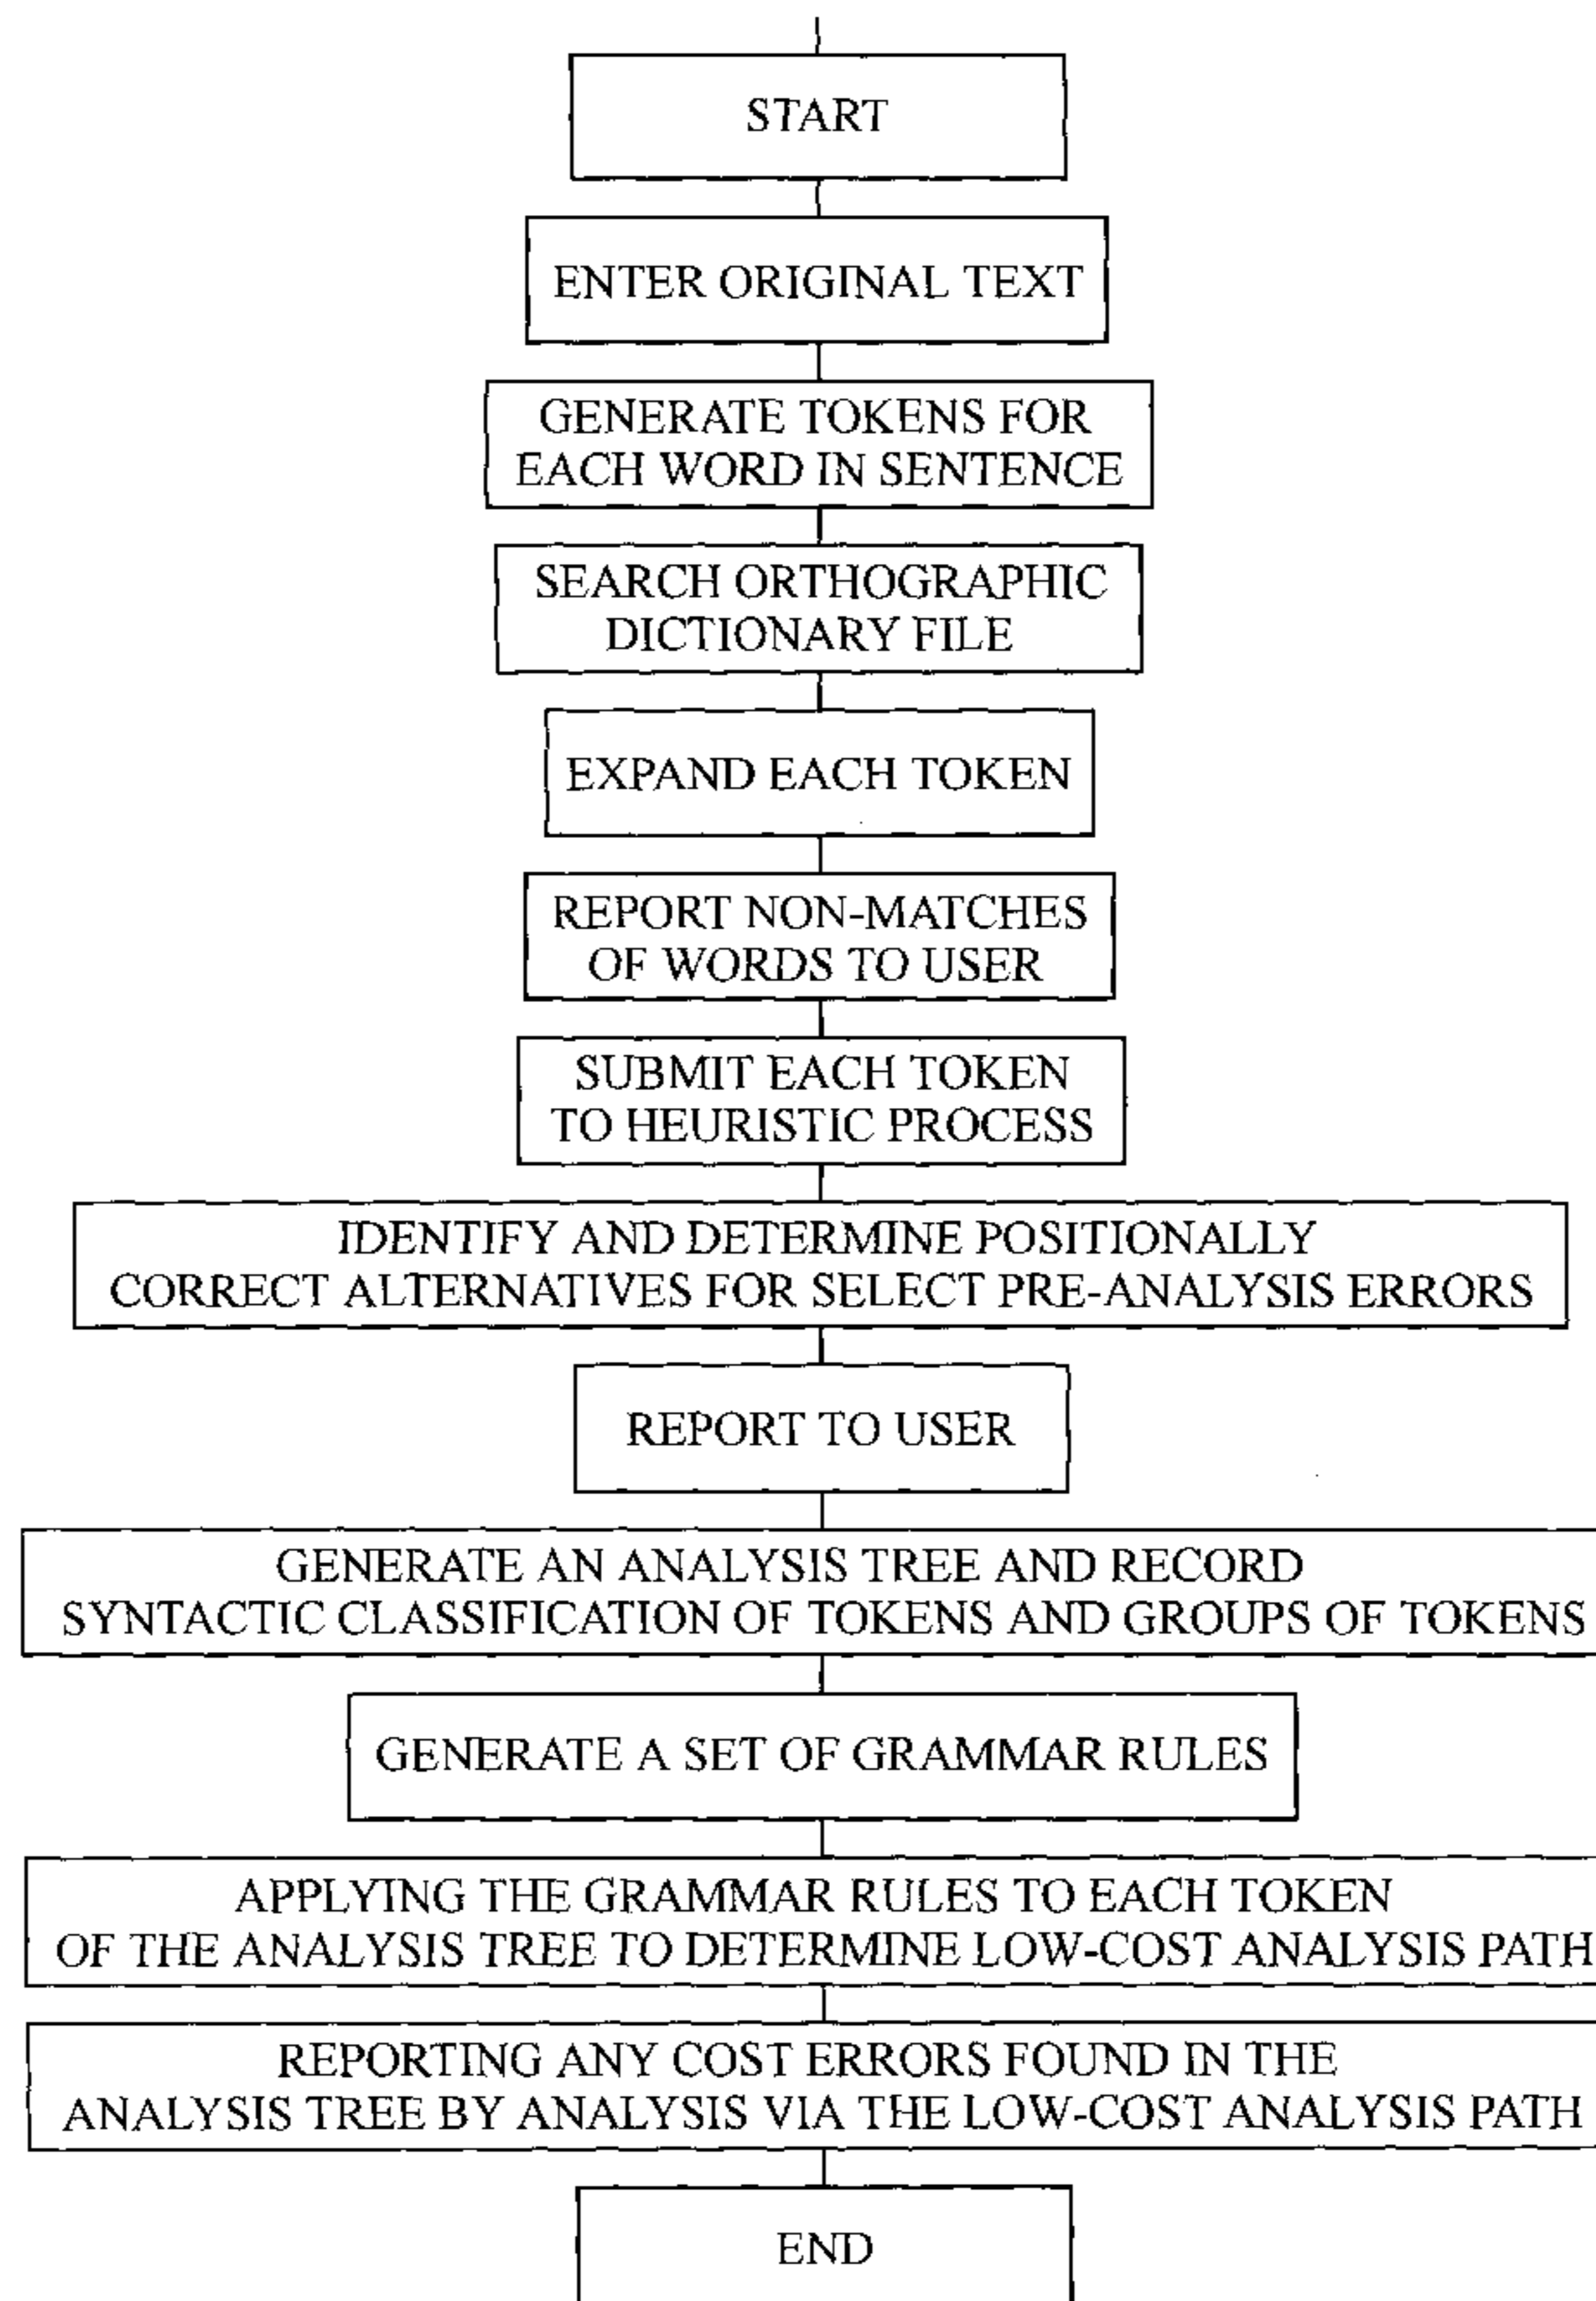 START
ENTER ORIGINAL TEXT
GENERATE TOKENS FOR
EACH WORD IN SENTENCE
SEARCH ORTHOGRAPHIC
DICTIONARY FILE
EXPAND EACH TOKEN
REPORT NON-MATCHES
OF WORDS TO USER
SUBMIT EACH TOKEN
TO HEURISTIC PROCESS
IDENTIFY AND DETERMINE POSITIONALLY
CORRECT ALTERNATIVES FOR SELECT PRE-ANALYSIS ERRORS
REPORT TO USER
GENERATE AN ANALYSIS TREE AND RECORD
SYNTACTIC CLASSIFICATION OF TOKENS AND GROUPS OF TOKENS
GENERATE A SET OF GRAMMAR RULES
APPLYING THE GRAMMAR RULES TO EACH TOKEN
OF THE ANALYSIS TREE TO DETERMINE LOW-COST ANALYSIS PATH
REPORTING ANY COST ERRORS FOUND IN THE
ANALYSIS TREE BY ANALYSIS VIA THE LOW-COST ANALYSIS PATH
END